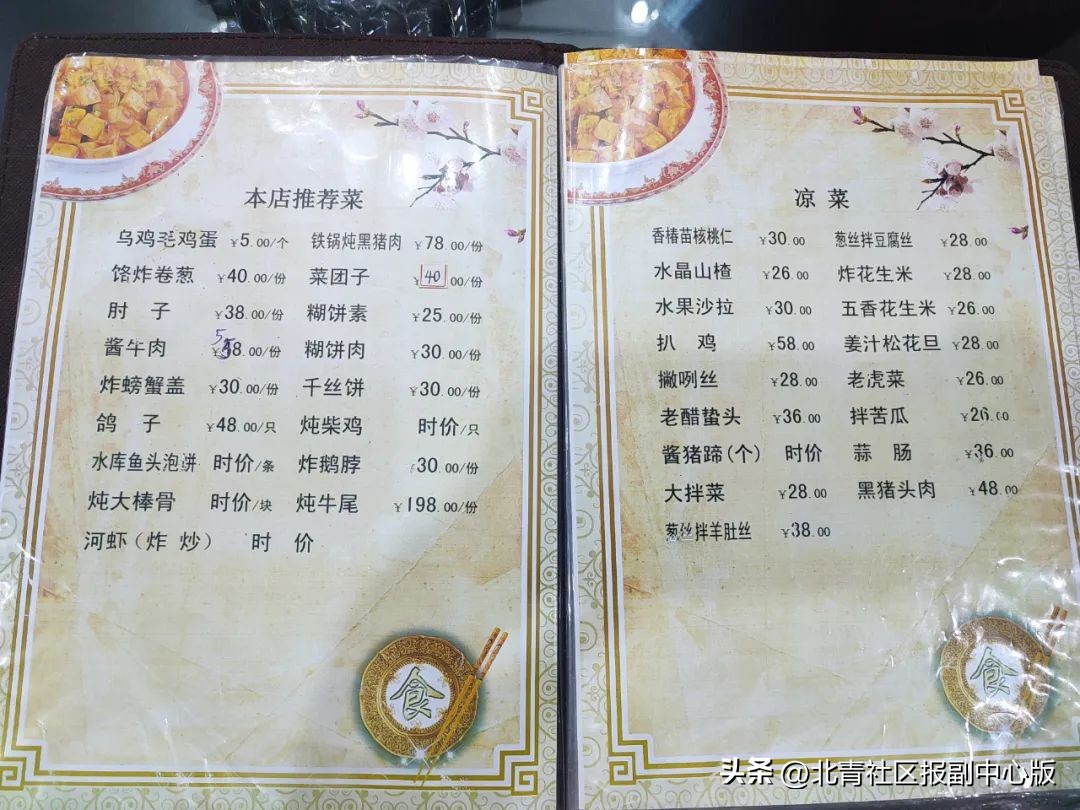 本店推荐菜
乌鸡毛鸡蛋 ¥5.00/个 铁锅炖黑猪肉 ¥78.00/份
饹炸卷葱 ¥40.00/份 菜团子 ¥40 00/份
肘 子 ¥38.00/份 糊饼素 ¥25.00/份
酱牛肉 ¥58.00/份 糊饼肉 ¥30.00/份
炸螃蟹盖 ¥30.00/份 千丝饼 ¥30.00/份
鸽 子 ¥48.00/只 炖柴鸡 时价/只
水库鱼头泡饼 时价/条 炸鹅脖 ¥30.00/份
炖大棒骨 时价/块 炖牛尾 ¥198.00/份
河虾(炸 炒) 时 价
食
凉 菜
香椿苗核桃仁 ¥30.00 葱丝拌豆腐丝 ¥28.00
水晶山楂 ¥26.00 炸花生米 ¥28.00
水果沙拉 ¥30.00 五香花生米 ¥26.00
扒 鸡 ¥58.00 姜汁松花旦 ¥28.00
撇咧丝 ¥28.00 老虎菜 ¥26.00
老醋蛰头 ¥36.00 拌苦瓜 ¥26.00
酱猪蹄(个) 时价 蒜 肠 ¥36.00
大拌菜 ¥28.00 黑猪头肉 ¥48.00
葱丝拌羊肚丝 ¥38.00
食
头条 @北青社区报副中心版